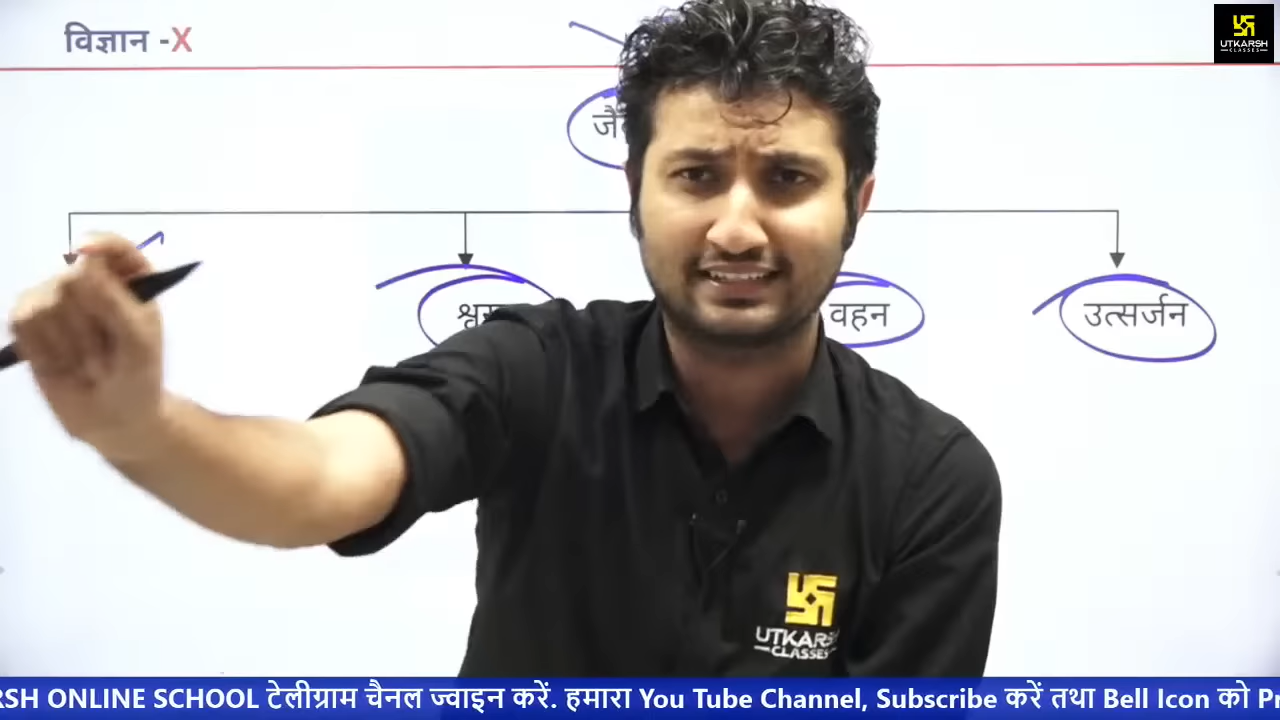 विज्ञान -X
UTKARSH
CLASSES
वहन
उत्सर्जन
UTKARSH
CLASSES
ONLINE SCHOOL टेलीग्राम चैनल ज्वाइन करें. हमारा You Tube Channel, Subscribe करें तथा Bell Icon को